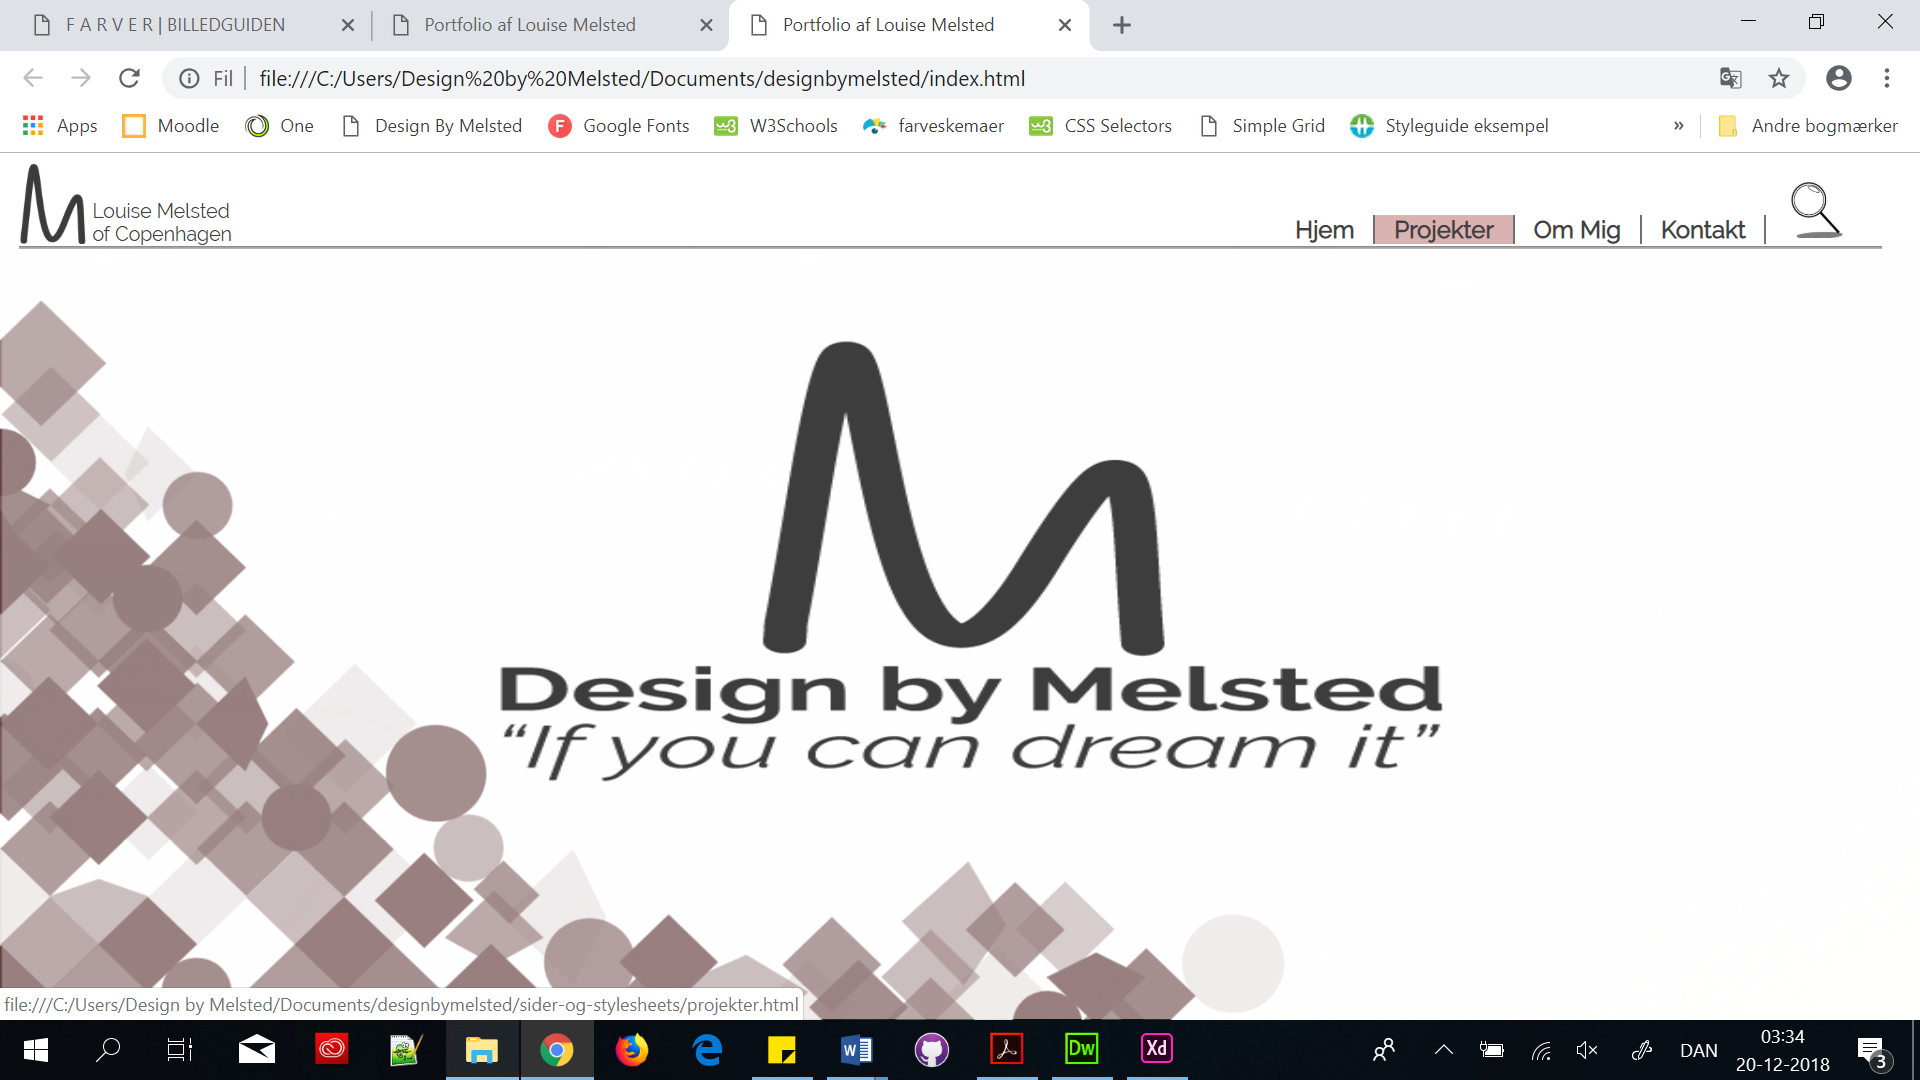 F A R V E R | BILLEDGUIDEN
Portfolio af Louise Melsted
Portfolio af Louise Melsted
Fil
file:///C:/Users/Design%20by%20Melsted/Documents/designbymelsted/index.html
Apps
Moodle
One
Design By Melsted
F
Google Fonts
W3Schools
farveskemaer
CSS Selectors
Simple Grid
Styleguide eksempel
»
Andre bogmærker
Louise Melsted
of Copenhagen
Hjem
Projekter
Om Mig
Kontakt
Design by Melsted
“If you can dream it”
file:///C:/Users/Design by Melsted/Documents/designbymelsted/sider-og-stylesheets/projekter.html
Dw
Xd
DAN
03:34
20-12-2018
3